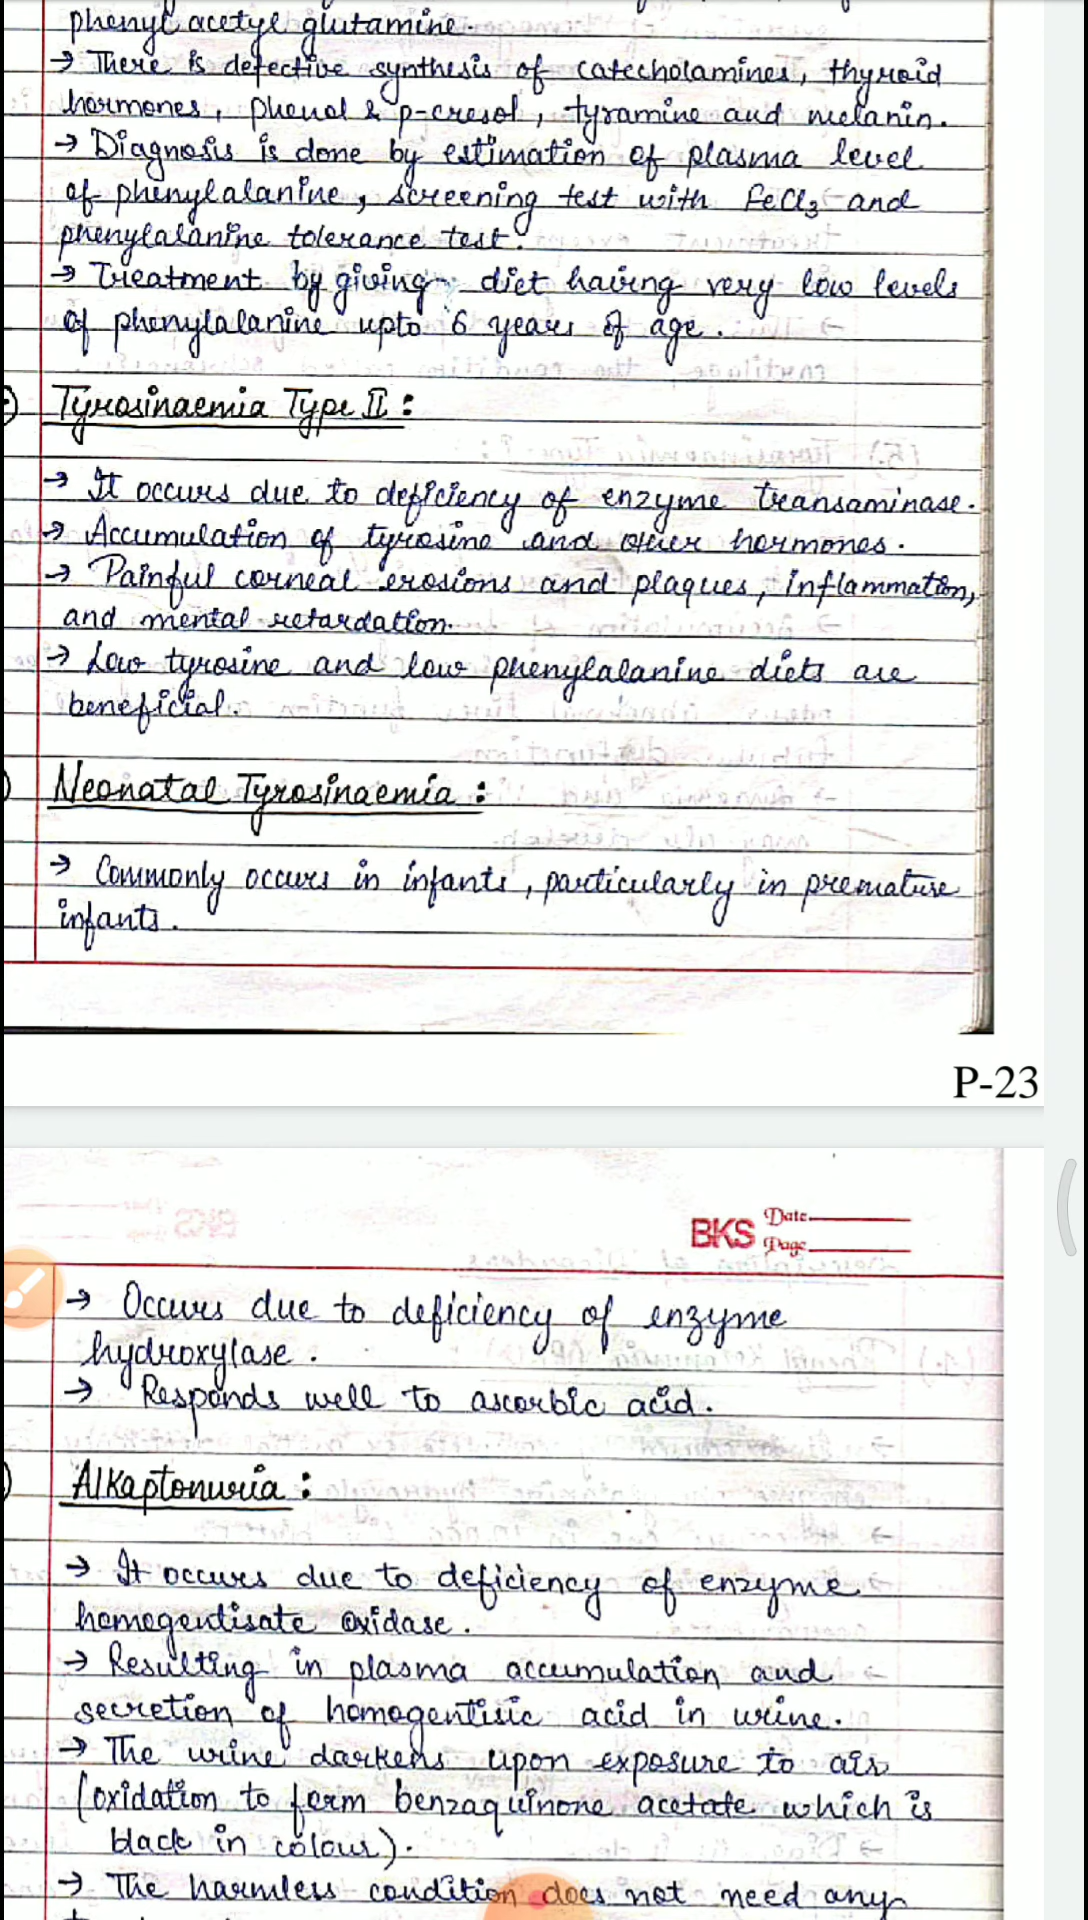 phenyl acetyl glutamine.
→ There is defective synthesis of catecholamines, thyroid
hormones, phenol & p-cresol, tyramine and melanin.
→ Diagnosis is done by estimation of plasma level
of phenylalanine, screening test with FeCl3 and
phenylalanine tolerance test.
→ Treatment by giving diet having very low levels
of phenylalanine upto 6 years of age.
Tyrosinaemia Type II :
→ It occurs due to deficiency of enzyme transaminase.
→ Accumulation of tyrosine and other hormones.
→ Painful corneal erosions and plaques, inflammation,
and mental retardation.
→ Low tyrosine and low phenylalanine diets are
beneficial.
Neonatal Tyrosinaemia :
→ Commonly occurs in infants, particularly in premature
infants.
P-23
BKS Date
Page
→ Occurs due to deficiency of enzyme
hydroxylase.
→ Responds well to ascorbic acid.
Alkaptonuria :
→ It occurs due to deficiency of enzyme
homogentisate oxidase.
→ Resulting in plasma accumulation and
secretion of homogentisic acid in urine.
→ The urine darkens upon exposure to air
(oxidation to form benzaquinone acetate which is
black in colour).
→ The harmless condition does not need any